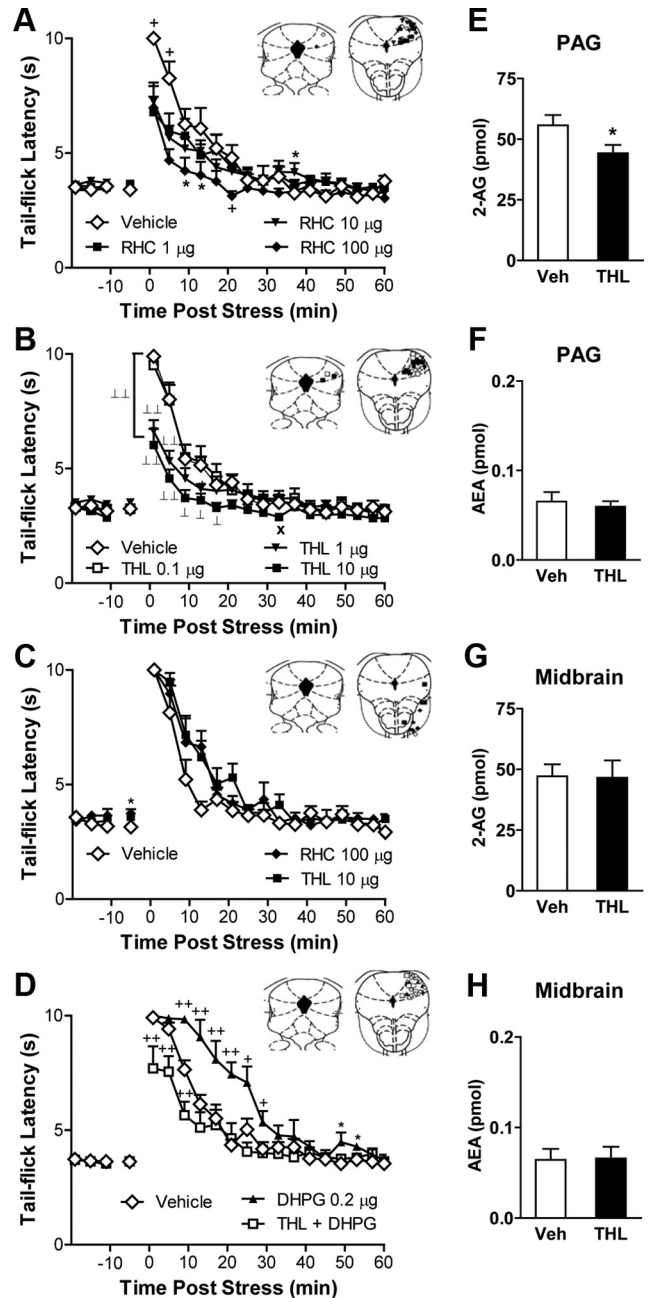 A
Tail-flick Latency (s)
10
5
0
+
+
*
*
+
*
Vehicle
RHC 1 µg
RHC 10 µg
RHC 100 µg
-10 0 10 20 30 40 50 60
Time Post Stress (min)
E
PAG
2-AG (pmol)
75
50
25
0
*
Veh THL
B
Tail-flick Latency (s)
10
5
0
⊥⊥
⊥⊥
⊥⊥
⊥⊥
⊥⊥
⊥ ⊥ ⊥
x
Vehicle
THL 0.1 µg
THL 1 µg
THL 10 µg
-10 0 10 20 30 40 50 60
Time Post Stress (min)
F
PAG
AEA (pmol)
0.2
0.1
0.0
Veh THL
C
Tail-flick Latency (s)
10
5
0
*
Vehicle
RHC 100 µg
THL 10 µg
-10 0 10 20 30 40 50 60
Time Post Stress (min)
G
Midbrain
2-AG (pmol)
75
50
25
0
Veh THL
D
Tail-flick Latency (s)
10
5
0
++
++
++
++
++
++
++
+
+
*
*
Vehicle
DHPG 0.2 µg
THL + DHPG
-10 0 10 20 30 40 50 60
Time Post Stress (min)
H
Midbrain
AEA (pmol)
0.2
0.1
0.0
Veh THL